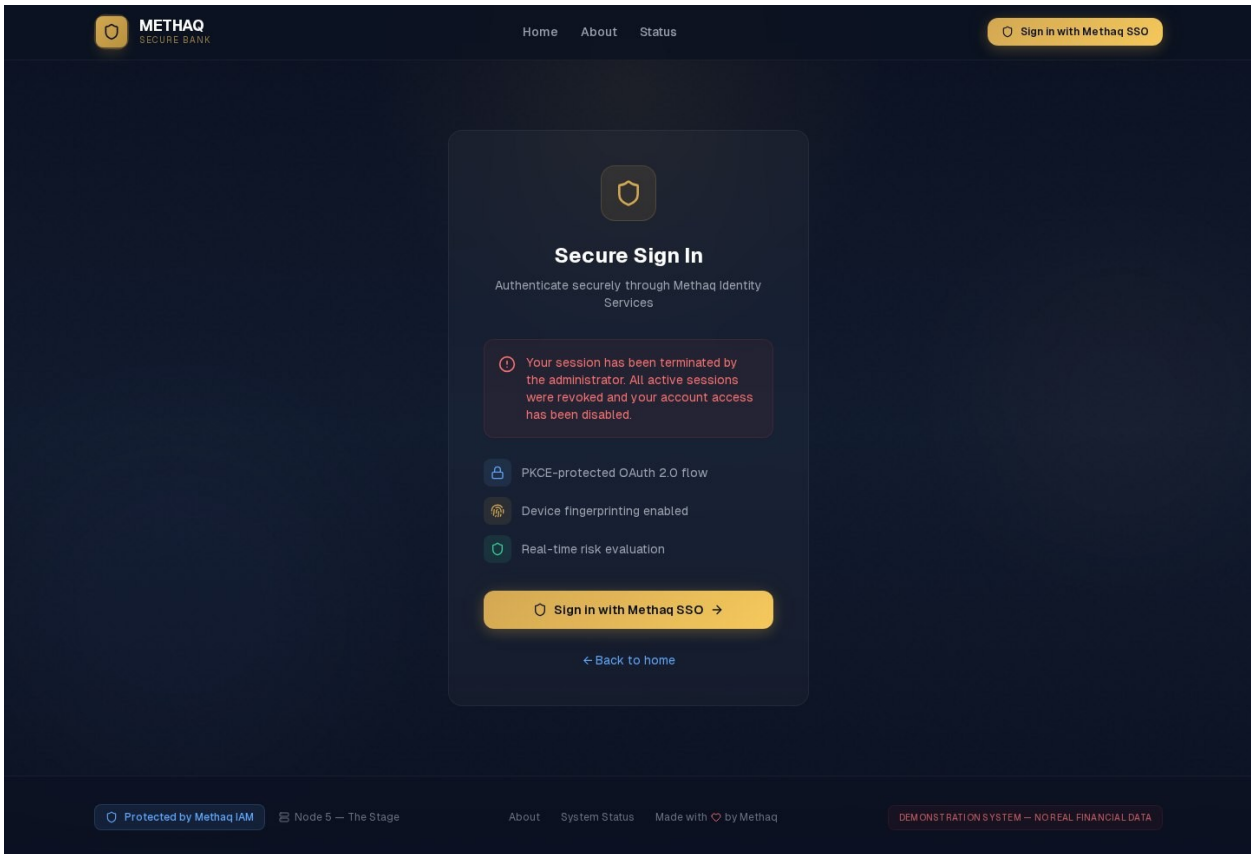 METHAQ
SECURE BANK
Home About Status
Sign in with Methaq SSO
Secure Sign In
Authenticate securely through Methaq Identity
Services
Your session has been terminated by
the administrator. All active sessions
were revoked and your account access
has been disabled.
PKCE-protected OAuth 2.0 flow
Device fingerprinting enabled
Real-time risk evaluation
Sign in with Methaq SSO →
← Back to home
Protected by Methaq IAM
Node 5 — The Stage
About System Status Made with ♡ by Methaq
DEMONSTRATION SYSTEM — NO REAL FINANCIAL DATA